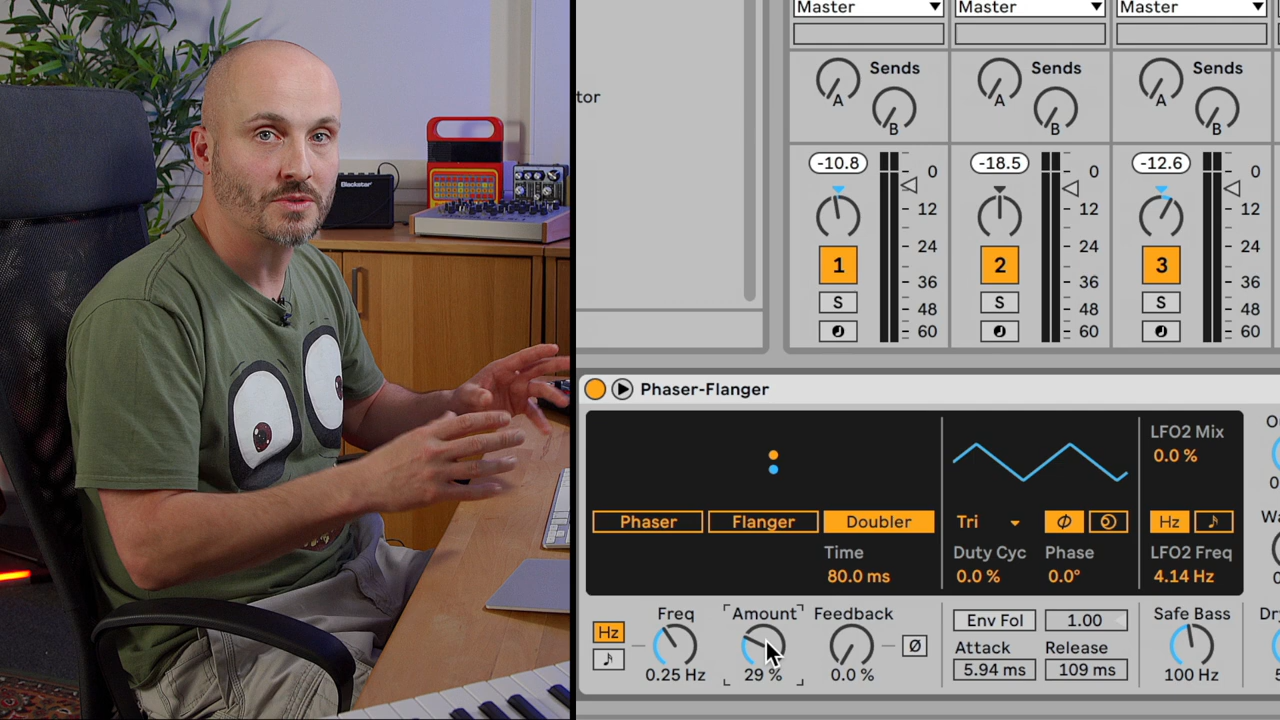 Blackstar
tor
Master Master Master
Sends Sends Sends
A A A
B B B
-10.8 -18.5 -12.6
0 0 0
12 12 12
1 2 3
24 24 24
36 36 36
S S S
48 48 48
60 60 60
Phaser-Flanger
LFO2 Mix
0.0 %
Phaser Flanger Doubler Tri Hz
Time Duty Cyc Phase LFO2 Freq
80.0 ms 0.0 % 0.0° 4.14 Hz
Freq Amount Feedback Env Fol 1.00 Safe Bass
Hz Ø
Attack Release
0.25 Hz 29 % 0.0 % 5.94 ms 109 ms 100 Hz